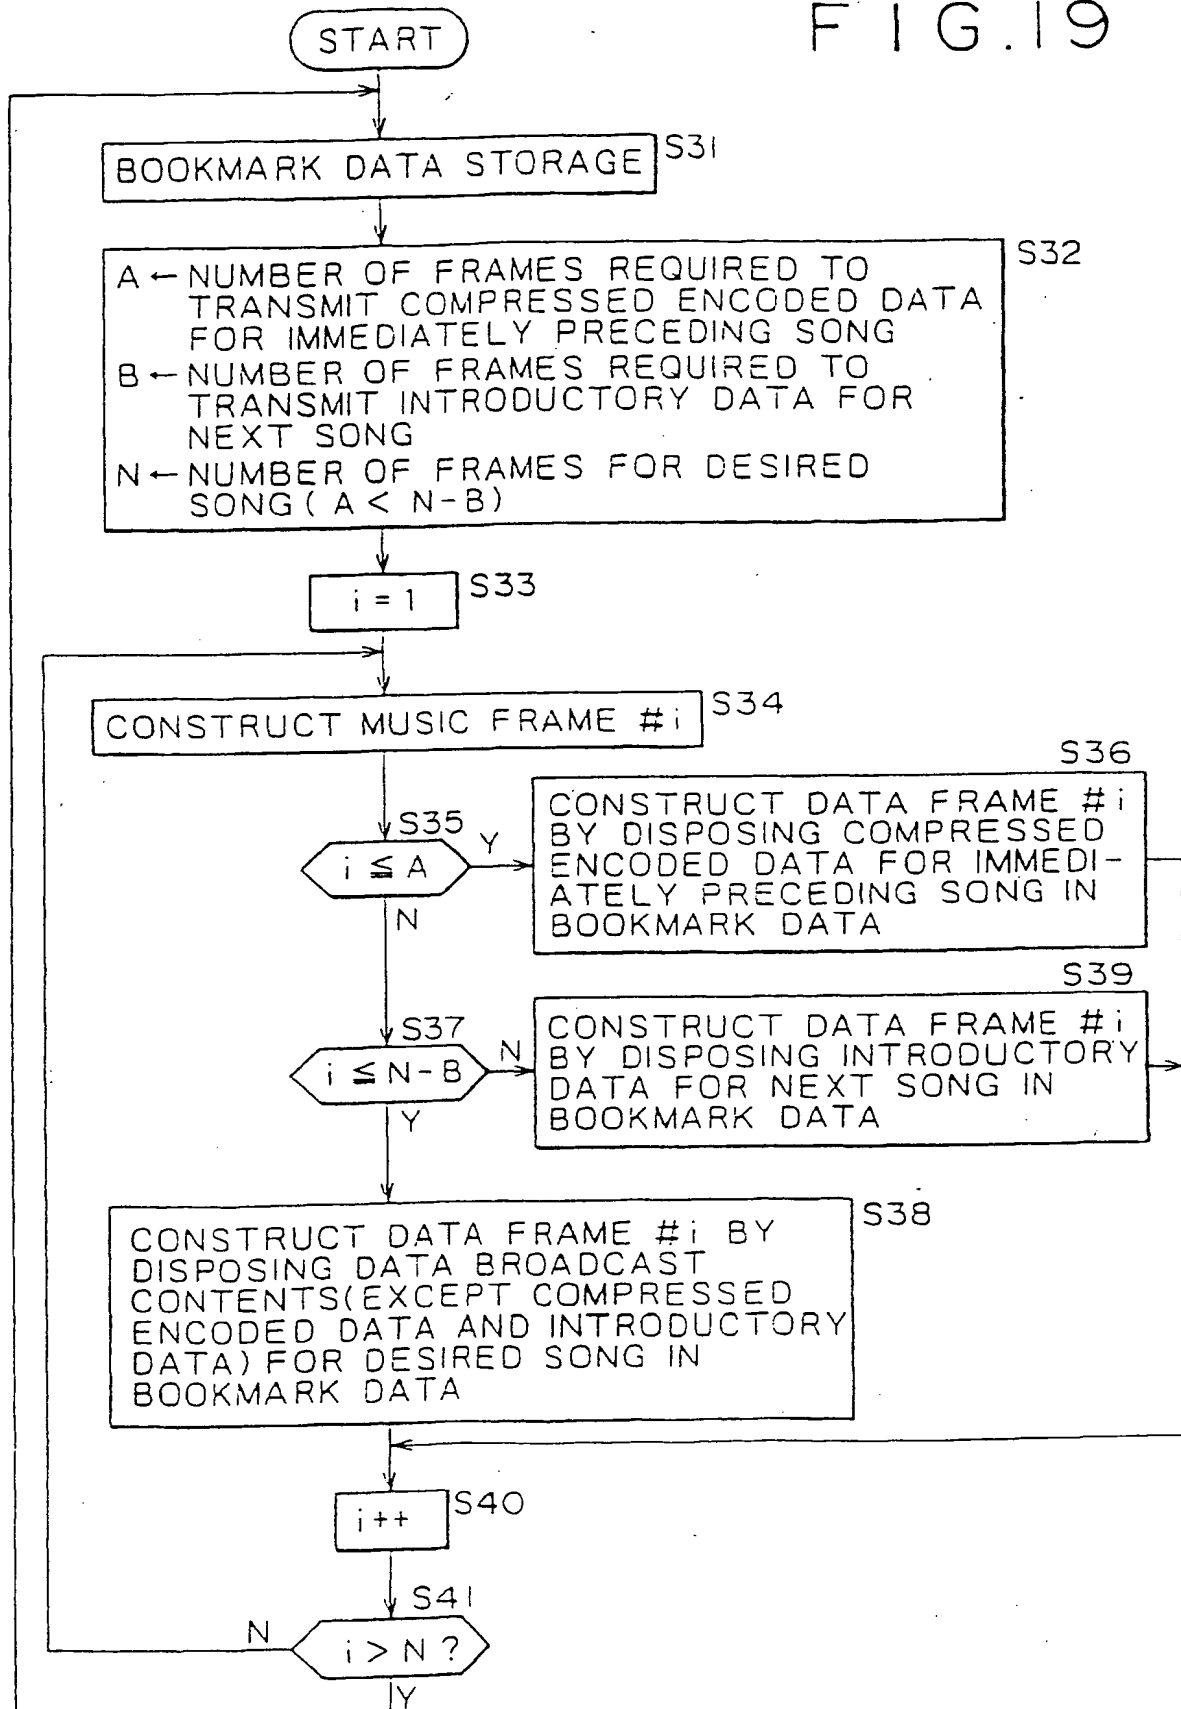 FIG.19
START
BOOKMARK DATA STORAGE
S31
S32
A ← NUMBER OF FRAMES REQUIRED TO
TRANSMIT COMPRESSED ENCODED DATA
FOR IMMEDIATELY PRECEDING SONG
B ← NUMBER OF FRAMES REQUIRED TO
TRANSMIT INTRODUCTORY DATA FOR
NEXT SONG
N ← NUMBER OF FRAMES FOR DESIRED
SONG ( A < N - B )
S33
i = 1
S34
CONSTRUCT MUSIC FRAME #i
S35
i ≦ A
Y
N
S36
CONSTRUCT DATA FRAME #i
BY DISPOSING COMPRESSED
ENCODED DATA FOR IMMEDI-
ATELY PRECEDING SONG IN
BOOKMARK DATA
S37
i ≦ N - B
N
Y
S39
CONSTRUCT DATA FRAME #i
BY DISPOSING INTRODUCTORY
DATA FOR NEXT SONG IN
BOOKMARK DATA
S38
CONSTRUCT DATA FRAME #i BY
DISPOSING DATA BROADCAST
CONTENTS(EXCEPT COMPRESSED
ENCODED DATA AND INTRODUCTORY
DATA) FOR DESIRED SONG IN
BOOKMARK DATA
S40
i++
S41
N
i > N ?
Y